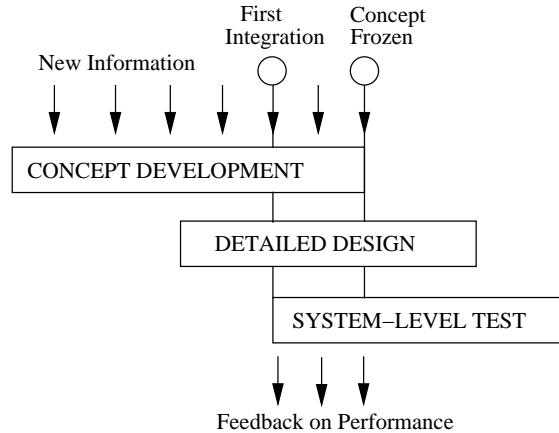 First
Integration
Concept
Frozen
New Information
CONCEPT DEVELOPMENT
DETAILED DESIGN
SYSTEM–LEVEL TEST
Feedback on Performance